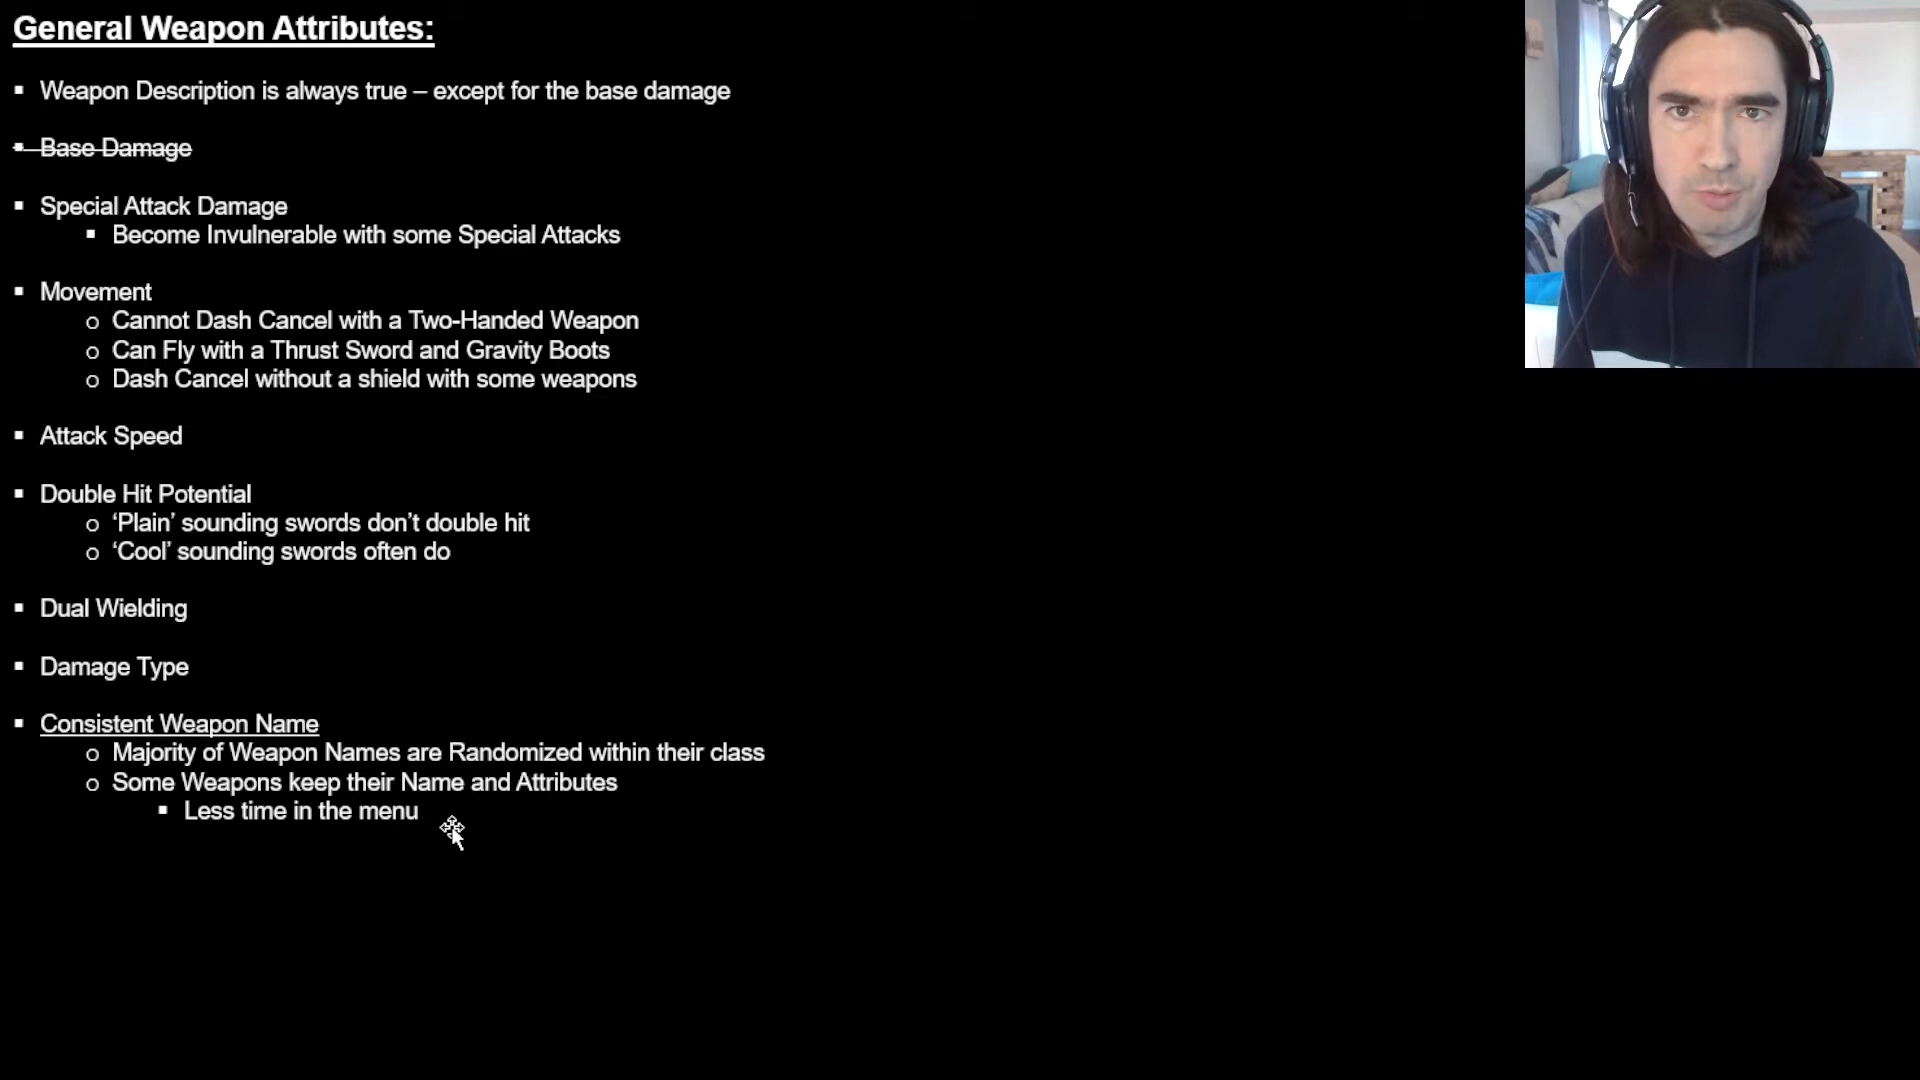 General Weapon Attributes:
▪ Weapon Description is always true – except for the base damage
▪ Base Damage
▪ Special Attack Damage
▪ Become Invulnerable with some Special Attacks
▪ Movement
o Cannot Dash Cancel with a Two-Handed Weapon
o Can Fly with a Thrust Sword and Gravity Boots
o Dash Cancel without a shield with some weapons
▪ Attack Speed
▪ Double Hit Potential
o ‘Plain’ sounding swords don’t double hit
o ‘Cool’ sounding swords often do
▪ Dual Wielding
▪ Damage Type
▪ Consistent Weapon Name
o Majority of Weapon Names are Randomized within their class
o Some Weapons keep their Name and Attributes
▪ Less time in the menu